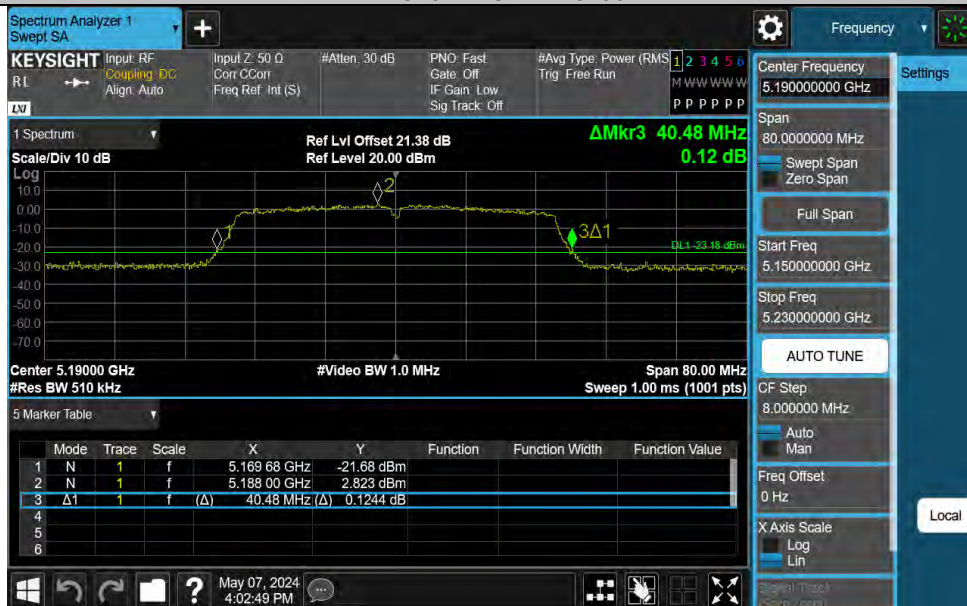 Spectrum Analyzer 1
Swept SA
+
Frequency
KEYSIGHT
RL
LXI
Input: RF
Coupling: DC
Align: Auto
Input Z: 50 Ω
Corr CCorr
Freq Ref: Int (S)
#Atten: 30 dB
PNO: Fast
Gate: Off
IF Gain: Low
Sig Track: Off
#Avg Type: Power (RMS
Trig: Free Run
1 2 3 4 5 6
M W W W W W
P P P P P P
1 Spectrum
Scale/Div 10 dB
Ref Lvl Offset 21.38 dB
Ref Level 20.00 dBm
ΔMkr3 40.48 MHz
0.12 dB
Log
10.0
0.00
-10.0
-20.0
-30.0
-40.0
-50.0
-60.0
-70.0
1
2
3Δ1
DL1 -23.18 dBm
Center 5.19000 GHz
#Res BW 510 kHz
#Video BW 1.0 MHz
Span 80.00 MHz
Sweep 1.00 ms (1001 pts)
5 Marker Table
Mode Trace Scale X Y Function Function Width Function Value
1 N 1 f 5.169 68 GHz -21.68 dBm
2 N 1 f 5.188 00 GHz 2.823 dBm
3 Δ1 1 f (Δ) 40.48 MHz (Δ) 0.1244 dB
4
5
6
?
May 07, 2024
4:02:49 PM
Center Frequency
5.190000000 GHz
Span
80.0000000 MHz
Swept Span
Zero Span
Full Span
Start Freq
5.150000000 GHz
Stop Freq
5.230000000 GHz
AUTO TUNE
CF Step
8.000000 MHz
Auto
Man
Freq Offset
0 Hz
X Axis Scale
Log
Lin
Signal Track
Settings
Local